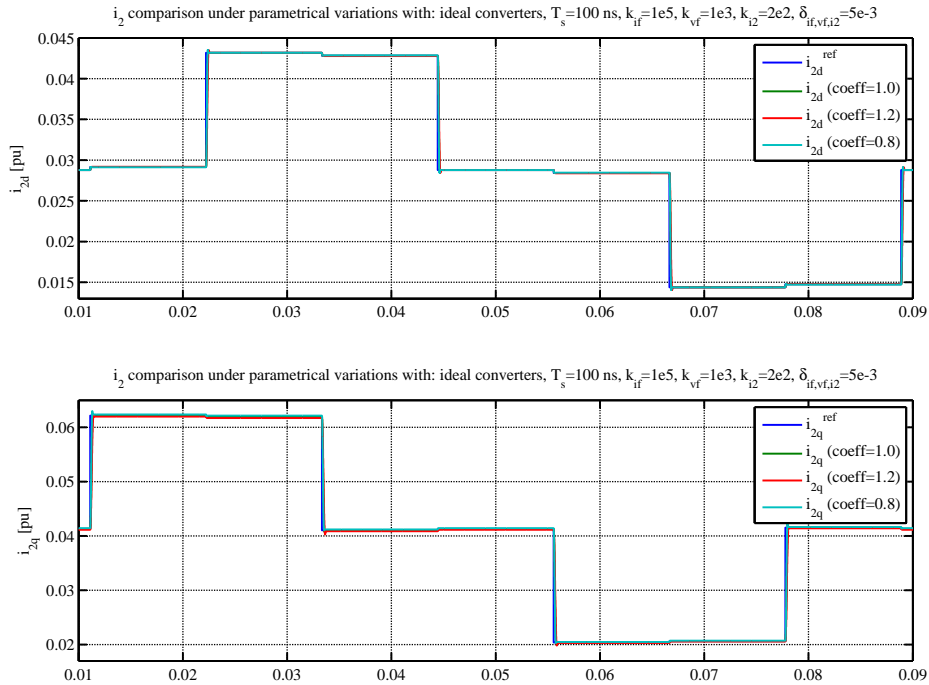 i2 comparison under parametrical variations with: ideal converters, Ts=100 ns, kif=1e5, kvf=1e3, ki2=2e2, δif,vf,i2=5e-3
0.045
0.04
0.035
0.03
0.025
0.02
0.015
i2d [pu]
i2d ref
i2d (coeff=1.0)
i2d (coeff=1.2)
i2d (coeff=0.8)
0.01 0.02 0.03 0.04 0.05 0.06 0.07 0.08 0.09
i2 comparison under parametrical variations with: ideal converters, Ts=100 ns, kif=1e5, kvf=1e3, ki2=2e2, δif,vf,i2=5e-3
0.06
0.05
0.04
0.03
0.02
i2q [pu]
i2q ref
i2q (coeff=1.0)
i2q (coeff=1.2)
i2q (coeff=0.8)
0.01 0.02 0.03 0.04 0.05 0.06 0.07 0.08 0.09